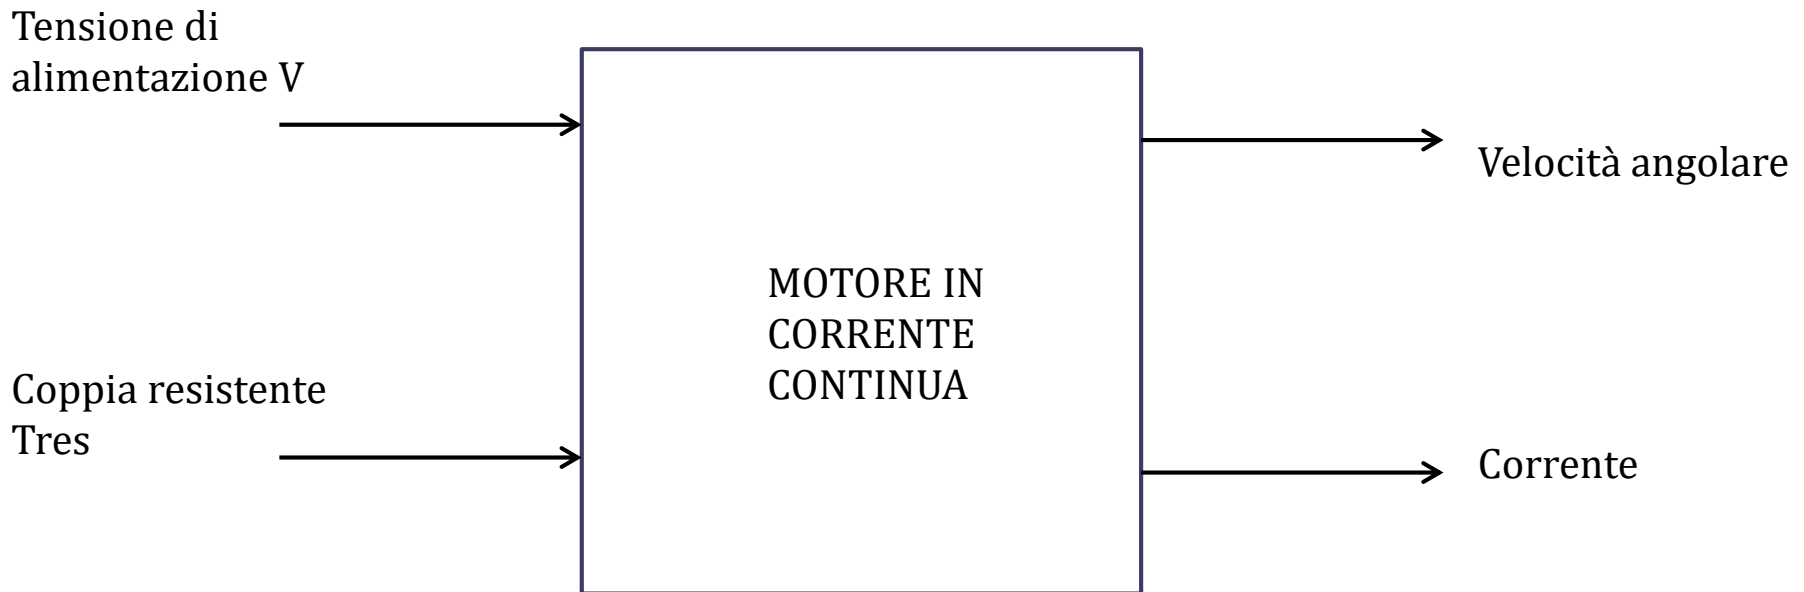 Tensione di
alimentazione V
Coppia resistente
Tres
MOTORE IN
CORRENTE
CONTINUA
Velocità angolare
Corrente